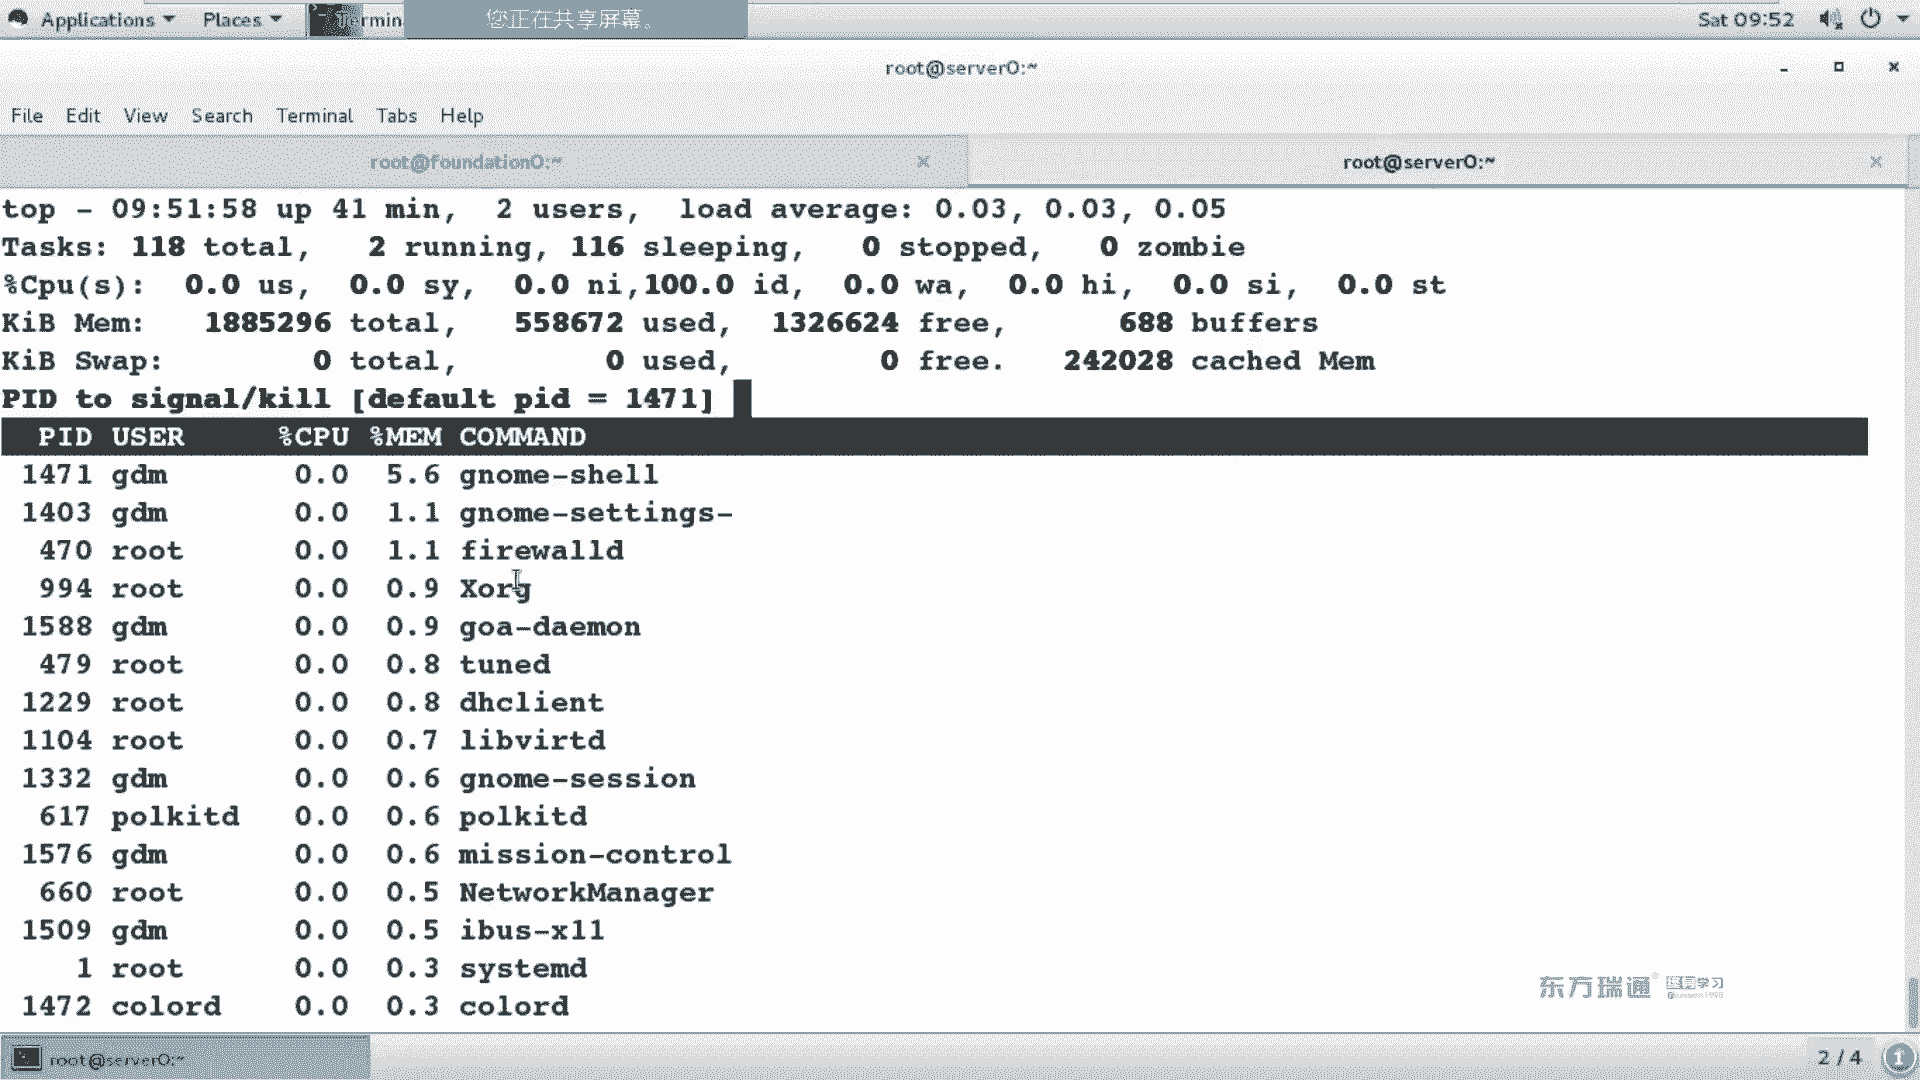 Applications Places Termin 您正在共享屏幕。 Sat 09:52
root@server0:~
File Edit View Search Terminal Tabs Help
root@foundation0:~ root@server0:~
top - 09:51:58 up 41 min, 2 users, load average: 0.03, 0.03, 0.05
Tasks: 118 total, 2 running, 116 sleeping, 0 stopped, 0 zombie
%Cpu(s): 0.0 us, 0.0 sy, 0.0 ni,100.0 id, 0.0 wa, 0.0 hi, 0.0 si, 0.0 st
KiB Mem: 1885296 total, 558672 used, 1326624 free, 688 buffers
KiB Swap: 0 total, 0 used, 0 free. 242028 cached Mem
PID to signal/kill [default pid = 1471]
PID USER %CPU %MEM COMMAND
1471 gdm 0.0 5.6 gnome-shell
1403 gdm 0.0 1.1 gnome-settings-
470 root 0.0 1.1 firewalld
994 root 0.0 0.9 Xorg
1588 gdm 0.0 0.9 goa-daemon
479 root 0.0 0.8 tuned
1229 root 0.0 0.8 dhclient
1104 root 0.0 0.7 libvirtd
1332 gdm 0.0 0.6 gnome-session
617 polkitd 0.0 0.6 polkitd
1576 gdm 0.0 0.6 mission-control
660 root 0.0 0.5 NetworkManager
1509 gdm 0.0 0.5 ibus-x11
1 root 0.0 0.3 systemd
1472 colord 0.0 0.3 colord
东方瑞通® 终身学习
root@server0:~ 2 / 4 1